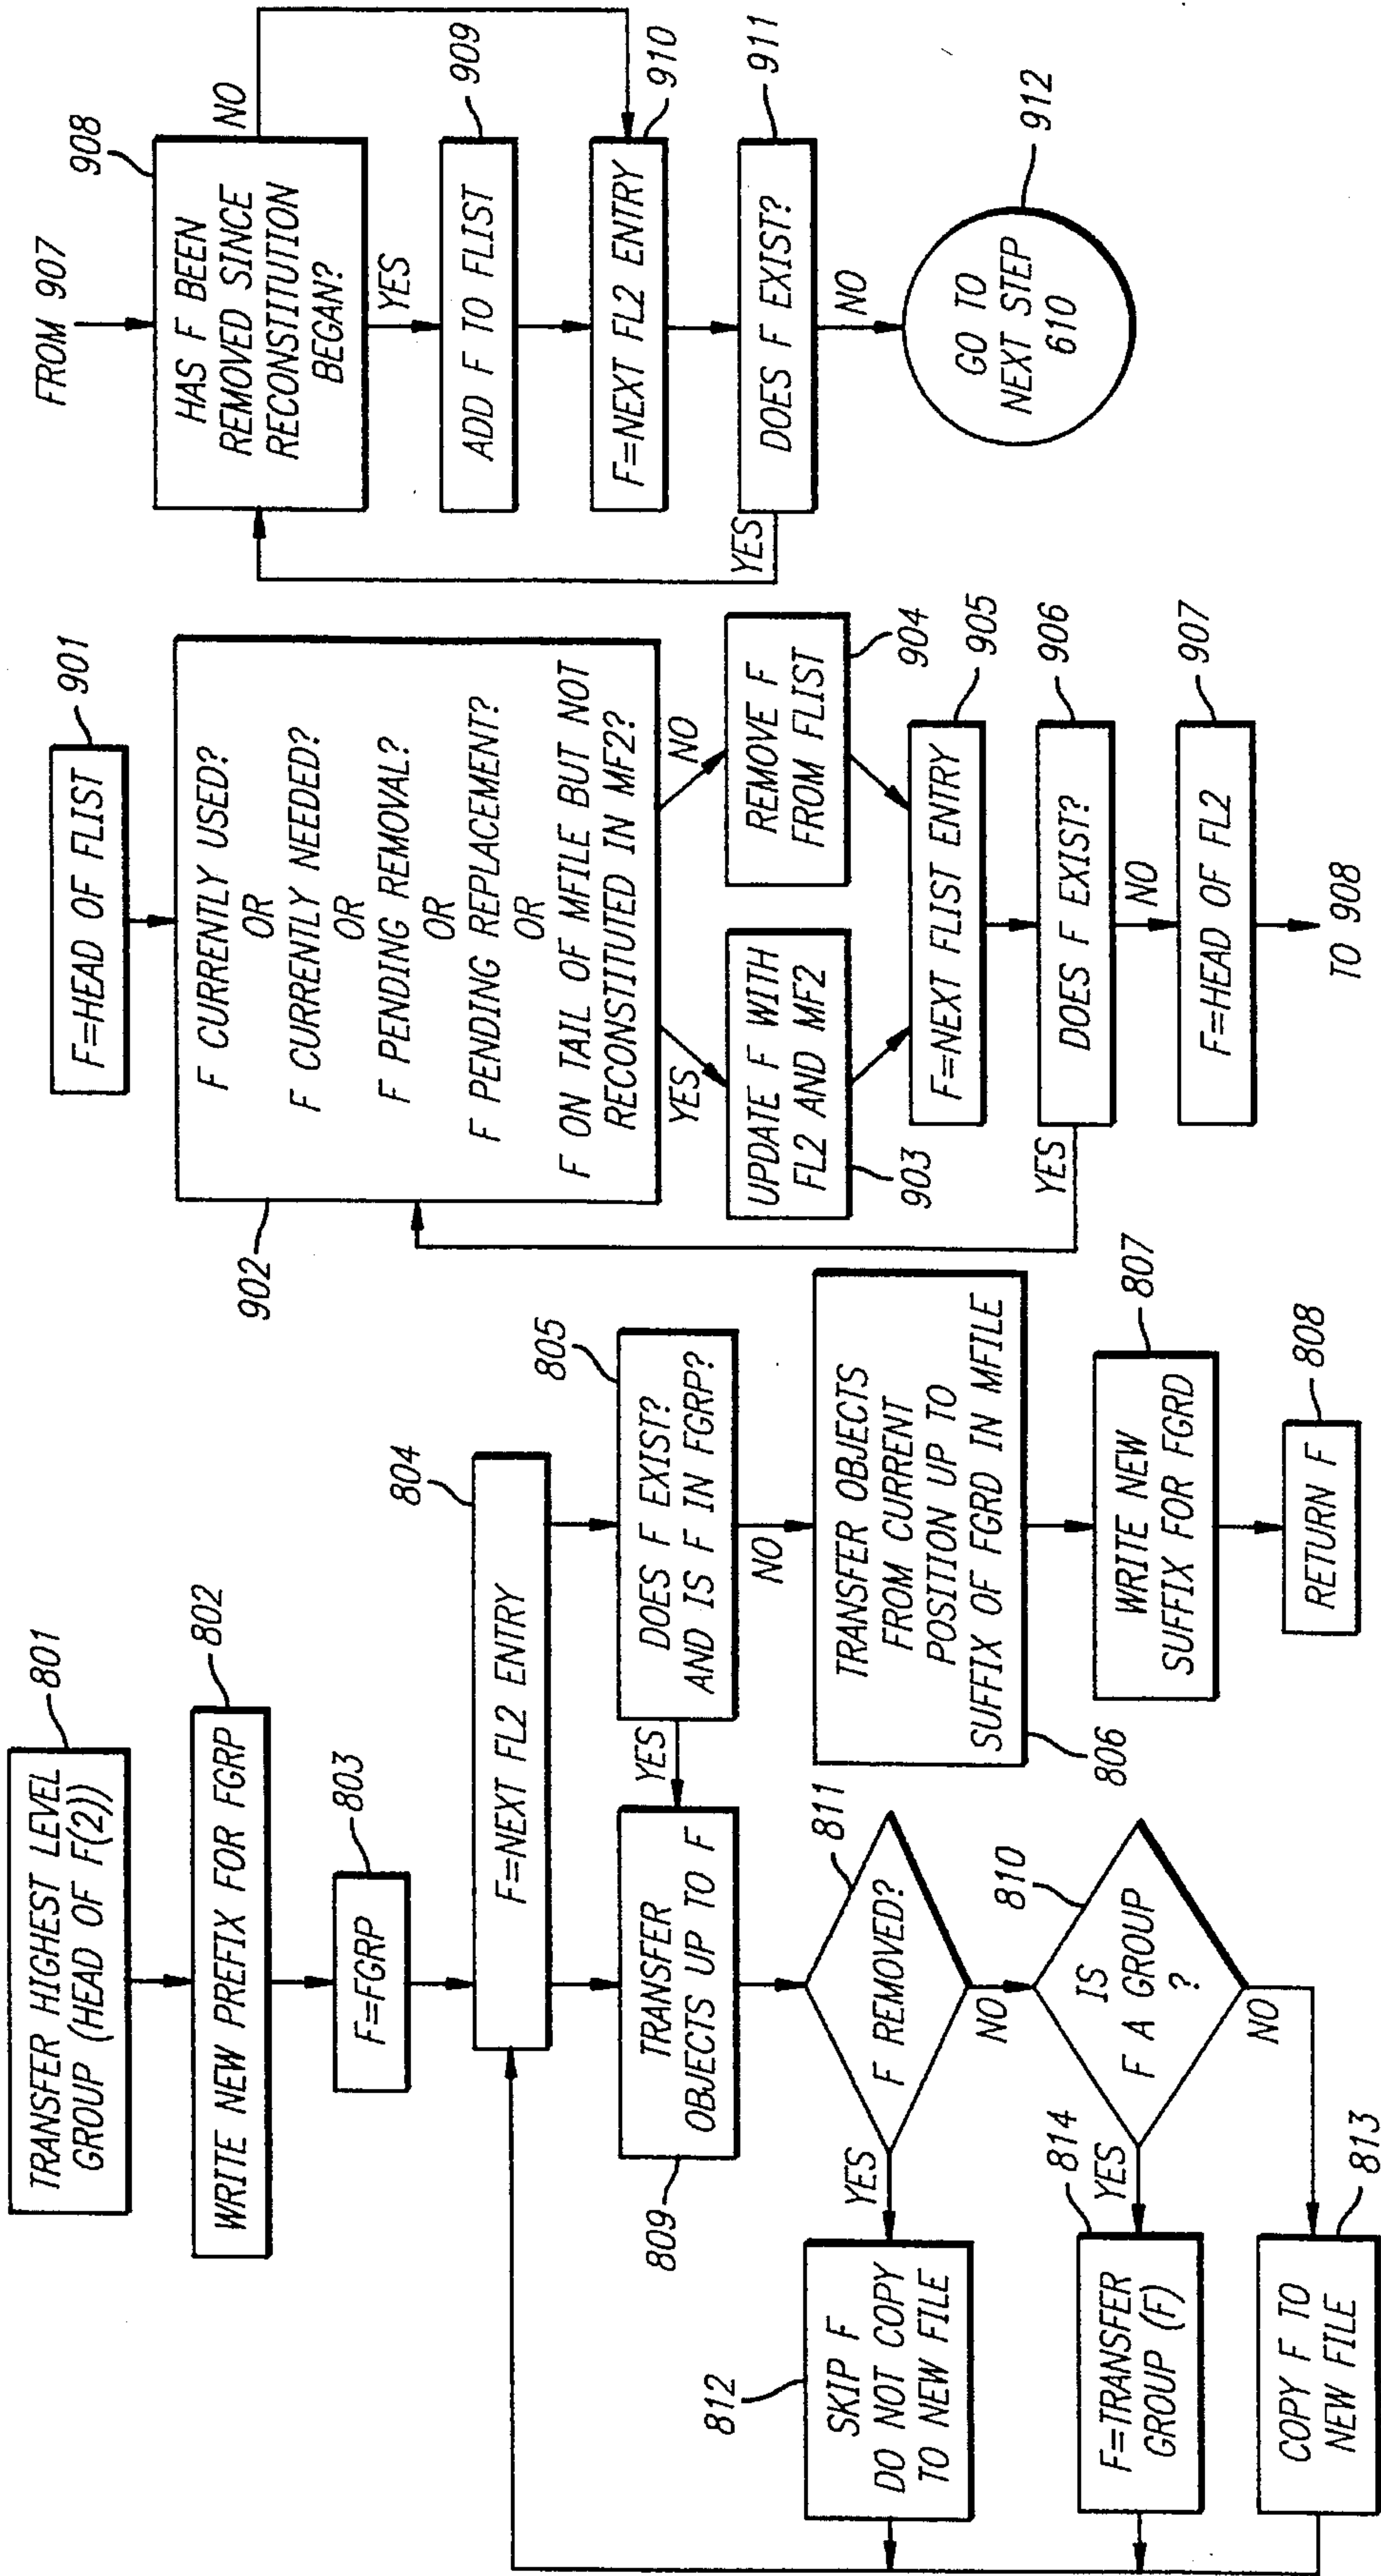 801
TRANSFER HIGHEST LEVEL
GROUP (HEAD OF F(2))
802
WRITE NEW PREFIX FOR FGRP
803
F=FGRP
804
F=NEXT FL2 ENTRY
805
DOES F EXIST?
AND IS F IN FGRP?
YES
NO
TRANSFER OBJECTS
FROM CURRENT
POSITION UP TO
SUFFIX OF FGRD IN MFILE
806
807
WRITE NEW
SUFFIX FOR FGRD
808
RETURN F
TRANSFER
OBJECTS UP TO F
809
811
F REMOVED?
YES
NO
812
SKIP F
DO NOT COPY
TO NEW FILE
810
IS
F A GROUP
?
YES
NO
814
F=TRANSFER
GROUP (F)
813
COPY F TO
NEW FILE
901
F=HEAD OF FLIST
902
F CURRENTLY USED?
OR
F CURRENTLY NEEDED?
OR
F PENDING REMOVAL?
OR
F PENDING REPLACEMENT?
OR
F ON TAIL OF MFILE BUT NOT
RECONSTITUTED IN MF2?
YES
NO
UPDATE F WITH
FL2 AND MF2
903
REMOVE F
FROM FLIST
904
F=NEXT FLIST ENTRY
905
DOES F EXIST?
906
YES
NO
F=HEAD OF FL2
907
TO 908
FROM 907
908
HAS F BEEN
REMOVED SINCE
RECONSTITUTION
BEGAN?
NO
YES
909
ADD F TO FLIST
910
F=NEXT FL2 ENTRY
911
DOES F EXIST?
YES
NO
912
GO TO
NEXT STEP
610